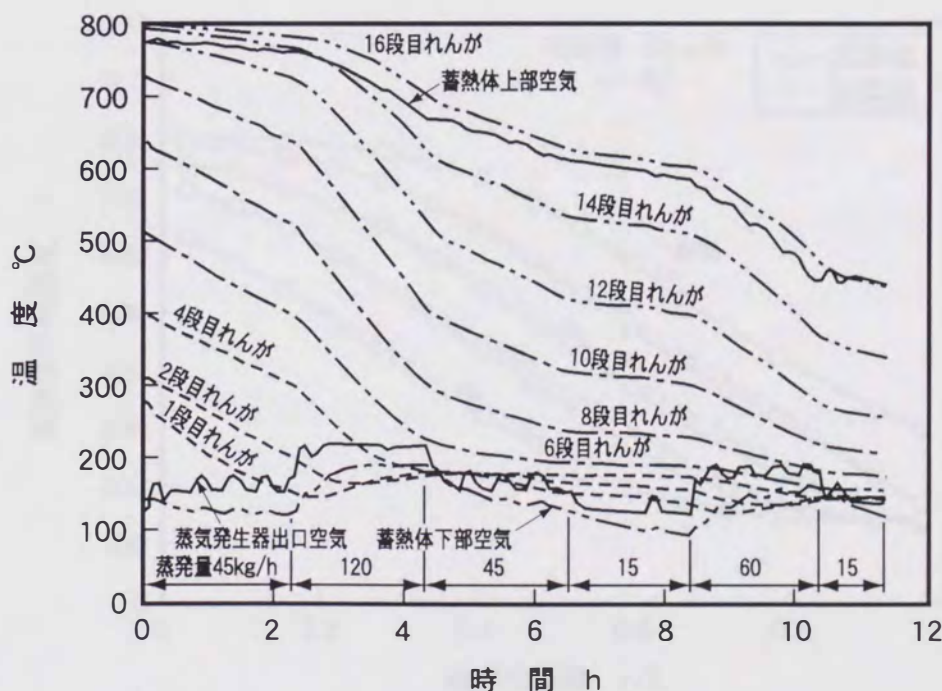 800
700
600
500
400
300
200
100
0
温度 ℃
16段目れんが
蓄熱体上部空気
14段目れんが
12段目れんが
10段目れんが
8段目れんが
6段目れんが
4段目れんが
2段目れんが
1段目れんが
蒸気発生器出口空気
蓄熱体下部空気
蒸発量45kg/h
120
45
15
60
15
0
2
4
6
8
10
12
時間 h